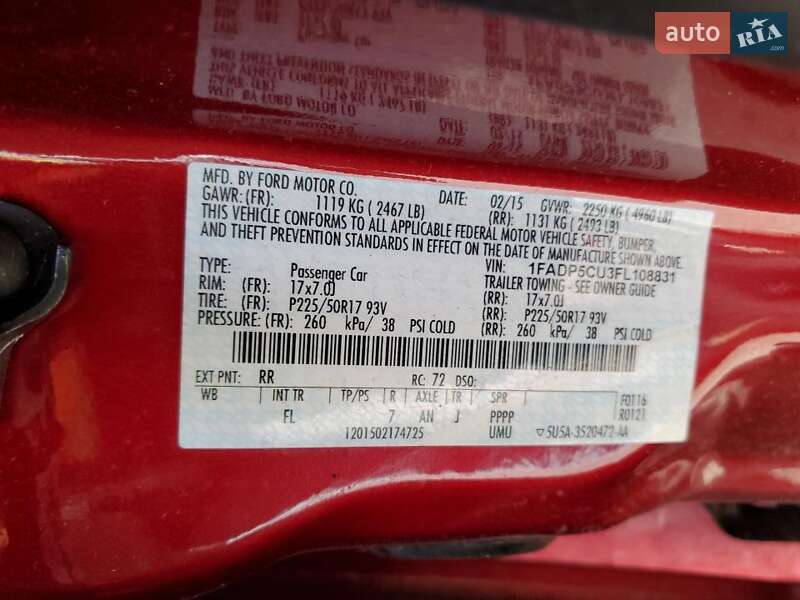 auto RIA
.com
MFD. BY FORD MOTOR CO. DATE: 02/15 GVWR: 2250 KG ( 4960 LB)
GAWR: (FR): 1119 KG ( 2467 LB) (RR): 1131 KG ( 2493 LB)
THIS VEHICLE CONFORMS TO ALL APPLICABLE FEDERAL MOTOR VEHICLE SAFETY, BUMPER,
AND THEFT PREVENTION STANDARDS IN EFFECT ON THE DATE OF MANUFACTURE SHOWN ABOVE.
VIN: 1FADP5CU3FL108831
TYPE: Passenger Car TRAILER TOWING - SEE OWNER GUIDE
RIM: (FR): 17x7.0J (RR): 17x7.0J
TIRE: (FR): P225/50R17 93V (RR): P225/50R17 93V
PRESSURE: (FR): 260 kPa/ 38 PSI COLD (RR): 260 kPa/ 38 PSI COLD
EXT PNT: RR RC: 72 DSO:
WB INT TR TP/PS R AXLE TR SPR F0116
FL 7 AN J PPPP R0121
1201502174725 UMU 5U5A-3520472-AA